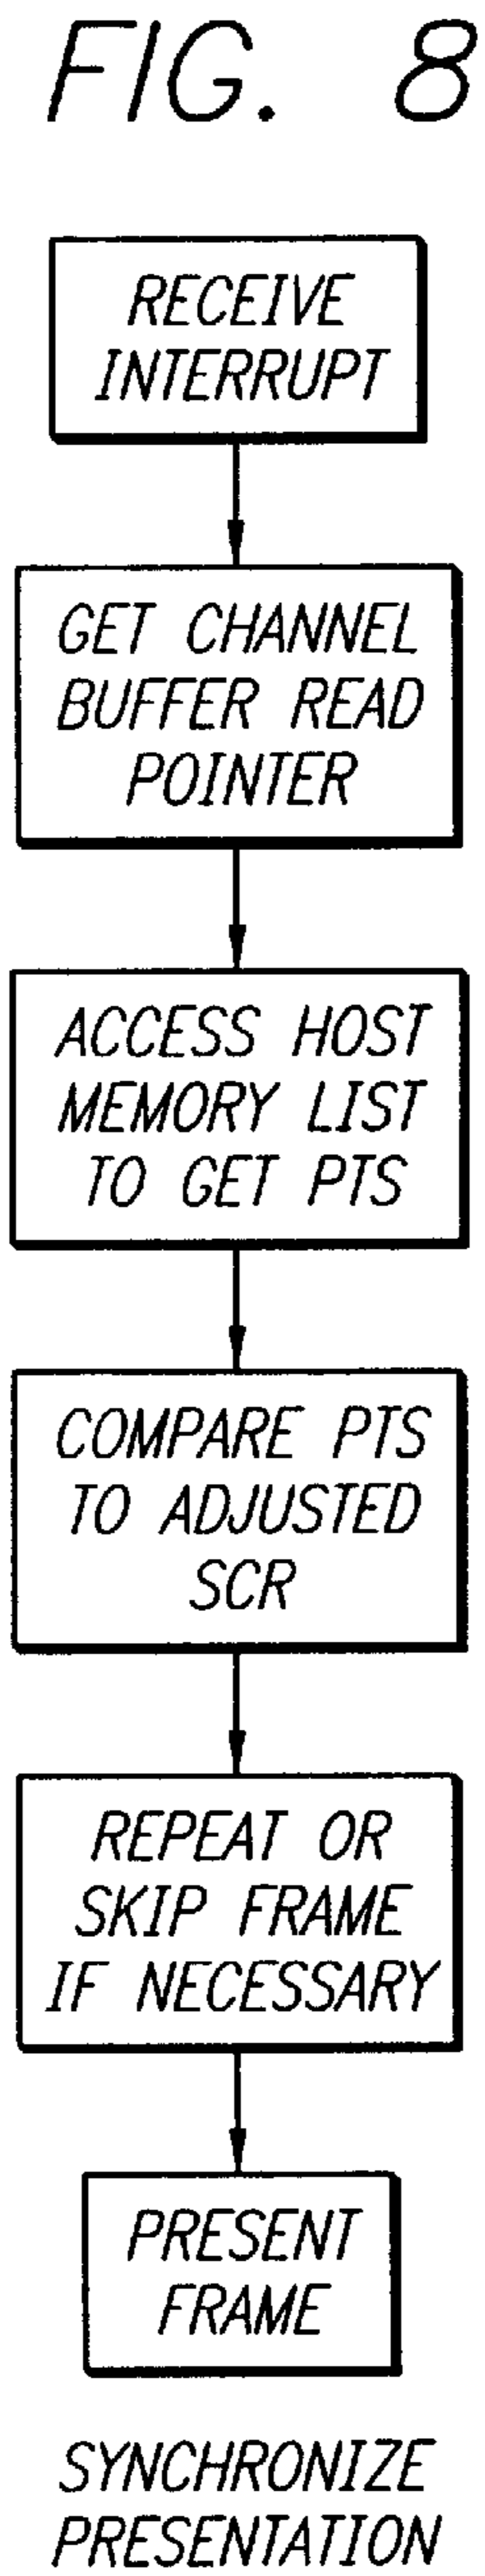 FIG. 8
RECEIVE
INTERRUPT
GET CHANNEL
BUFFER READ
POINTER
ACCESS HOST
MEMORY LIST
TO GET PTS
COMPARE PTS
TO ADJUSTED
SCR
REPEAT OR
SKIP FRAME
IF NECESSARY
PRESENT
FRAME
SYNCHRONIZE
PRESENTATION